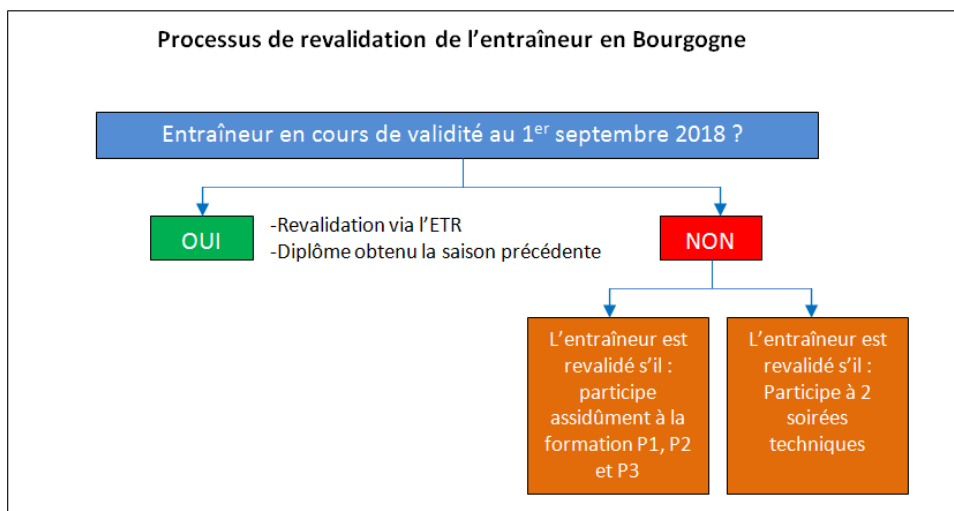 Processus de revalidation de l’entraîneur en Bourgogne
Entraîneur en cours de validité au 1er septembre 2018 ?
OUI
-Revalidation via l’ETR
-Diplôme obtenu la saison précédente
NON
L’entraîneur est
revalidé s’il :
participe
assidûment à la
formation P1, P2
et P3
L’entraîneur est
revalidé s’il :
Participe à 2
soirées
techniques